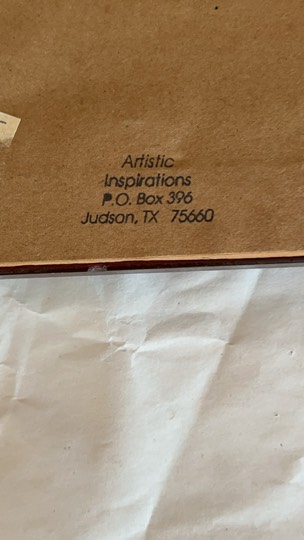 Artistic
Inspirations
P.O. Box 396
Judson, TX 75660